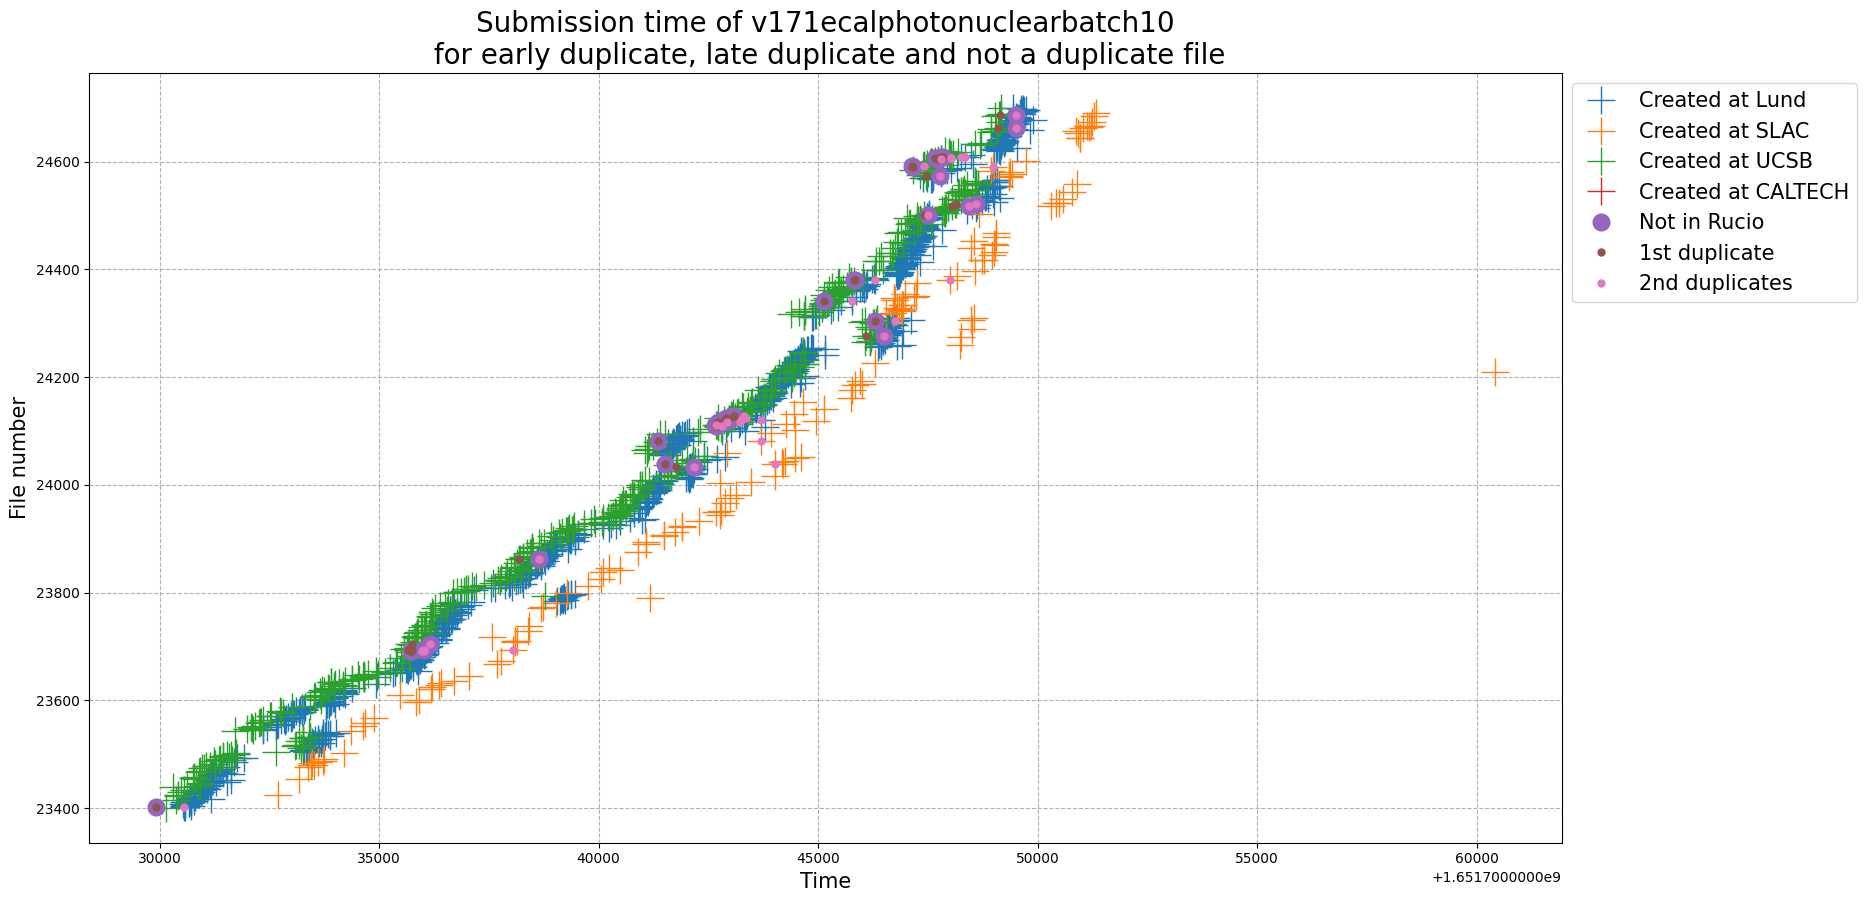 Submission time of v171ecalphotonuclearbatch10
for early duplicate, late duplicate and not a duplicate file
Created at Lund
Created at SLAC
Created at UCSB
Created at CALTECH
Not in Rucio
1st duplicate
2nd duplicates
File number
24600
24400
24200
24000
23800
23600
23400
30000
35000
40000
45000
50000
55000
60000
Time
+1.6517000000e9